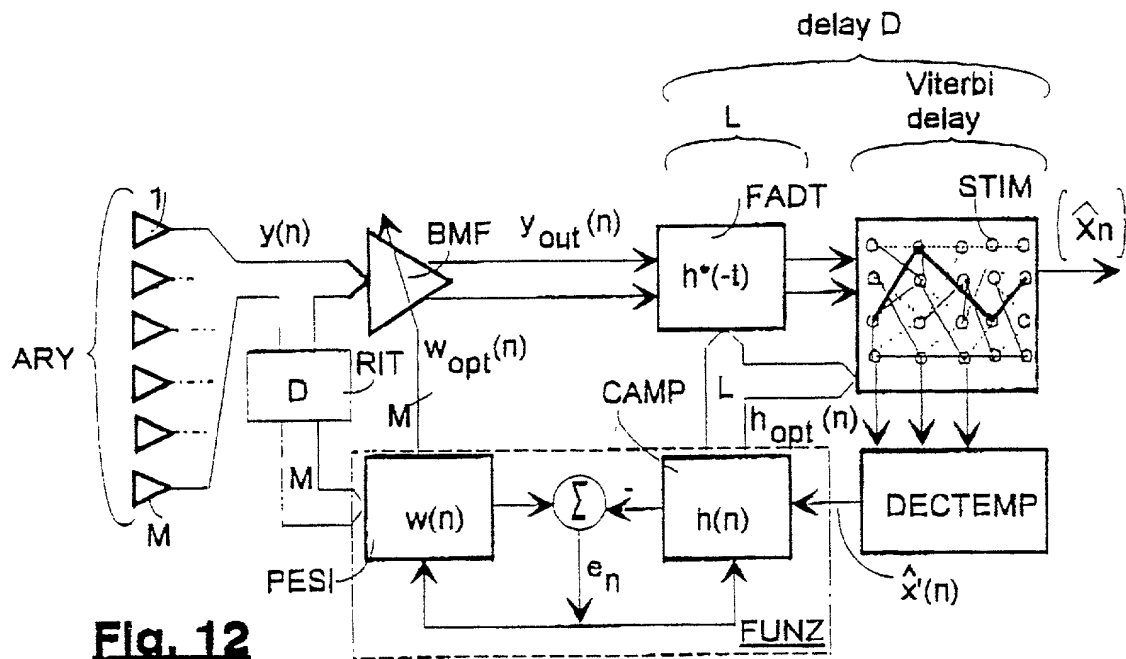 delay D
Viterbi
delay
L
FADT
STIM
[x̂n]
1
y(n)
BMF
y_out(n)
h*(-t)
ARY
RIT
D
w_opt(n)
M
CAMP
L
h_opt(n)
M
M
w(n)
Σ
-
h(n)
DECTEMP
PESI
e_n
x̂'(n)
FUNZ
Fig. 12